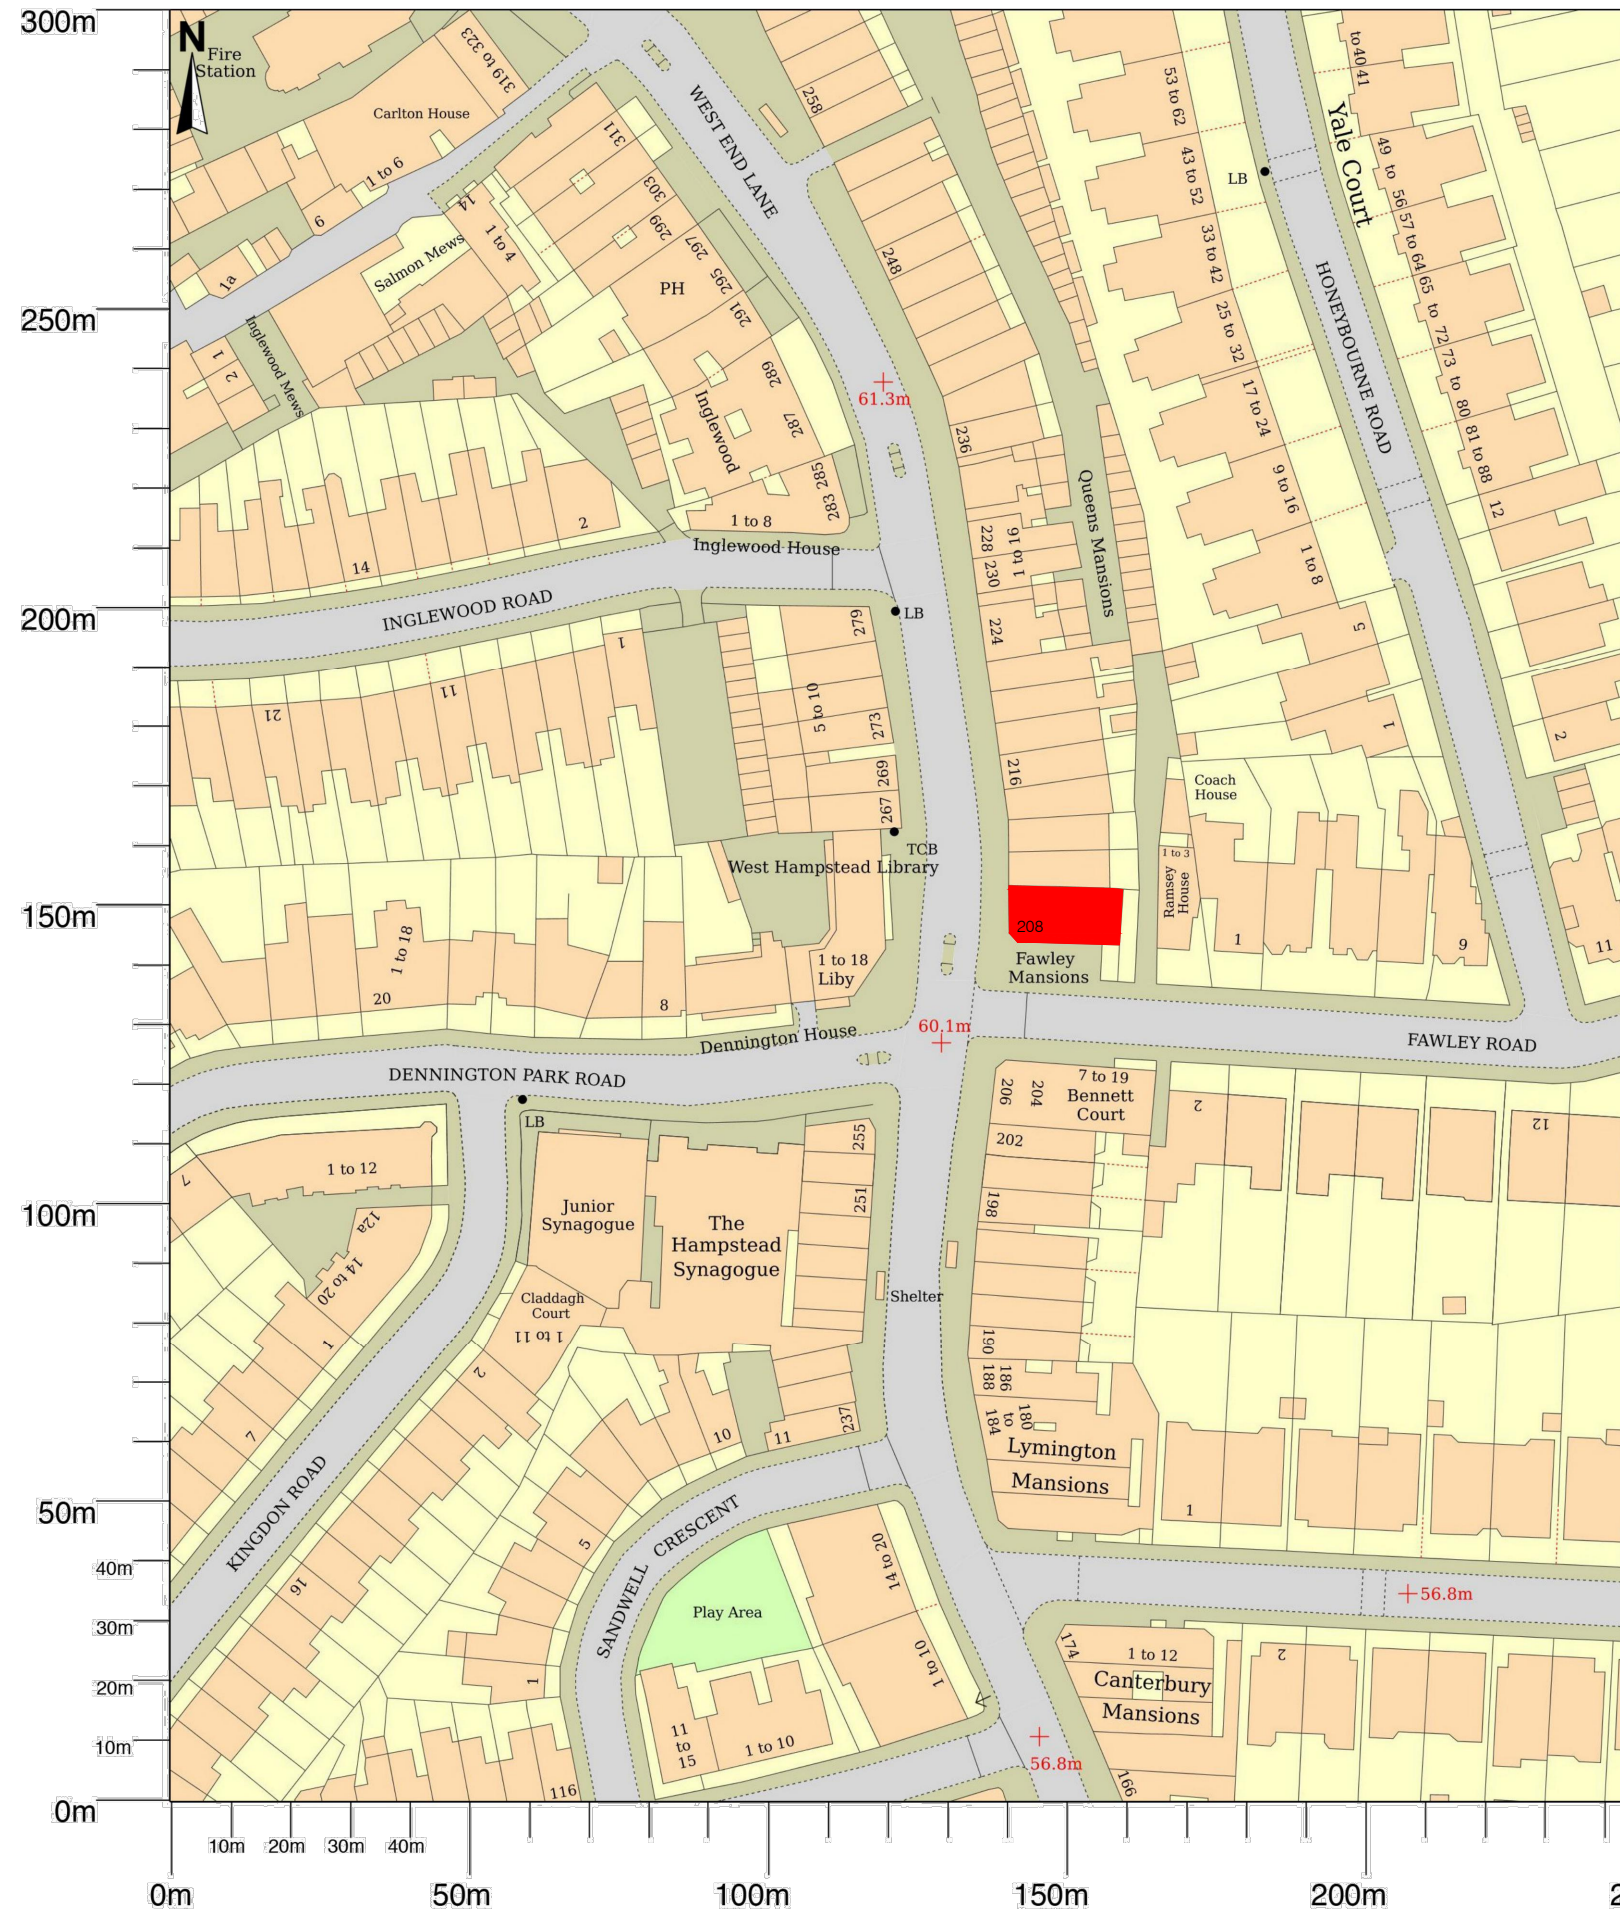 300m
N
Fire
Station
319 to 323
Carlton House
1 to 6
6
1a
WEST END LANE
258
311
303
299
297
295
291
PH
14
1 to 4
Salmon Mews
Inglewood Mews
1
2
248
53 to 62
43 to 52
33 to 42
25 to 32
17 to 24
9 to 16
1 to 8
5
1
LB
Yale Court
to 40
41
49 to 56
57 to 64
65 to 72
73 to 80
81 to 88
12
2
HONEYBOURNE ROAD
250m
61.3m
289
287
Inglewood
283 285
1 to 8
Inglewood House
236
228
230
1 to 16
Queens Mansions
224
216
2
14
200m
INGLEWOOD ROAD
LB
279
5 to 10
273
269
267
TCB
1
11
21
Coach
House
1 to 3
Ramsey
House
1
9
11
West Hampstead Library
150m
208
Fawley
Mansions
1 to 18
Liby
1 to 18
20
8
60.1m
Dennington House
FAWLEY ROAD
DENNINGTON PARK ROAD
LB
206
204
7 to 19
Bennett
Court
202
2
12
255
251
198
1 to 12
7
12a
14 to 20
Junior
Synagogue
The
Hampstead
Synagogue
100m
Shelter
Claddagh
Court
1 to 11
1
2
7
190
188
186
184
to
180
Lymington
Mansions
1
10
11
237
KINGDON ROAD
16
5
1
50m
SANDWELL CRESCENT
14 to 20
40m
Play Area
56.8m
30m
174
1 to 12
Canterbury
Mansions
2
1 to 10
20m
11
to
15
1 to 10
10m
56.8m
166
116
0m
10m
20m
30m
40m
0m
50m
100m
150m
200m
2